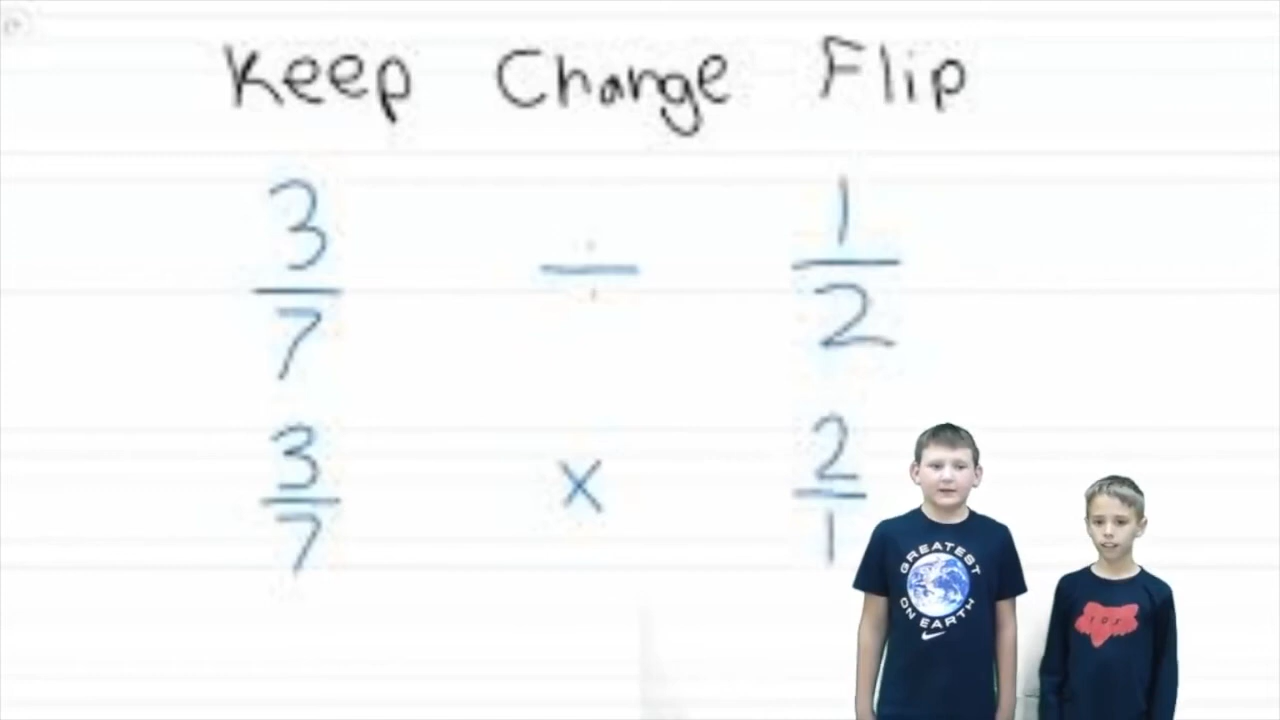 Keep Change Flip
3/7 ÷ 1/2
3/7 × 2/1
GREATEST
ON EARTH